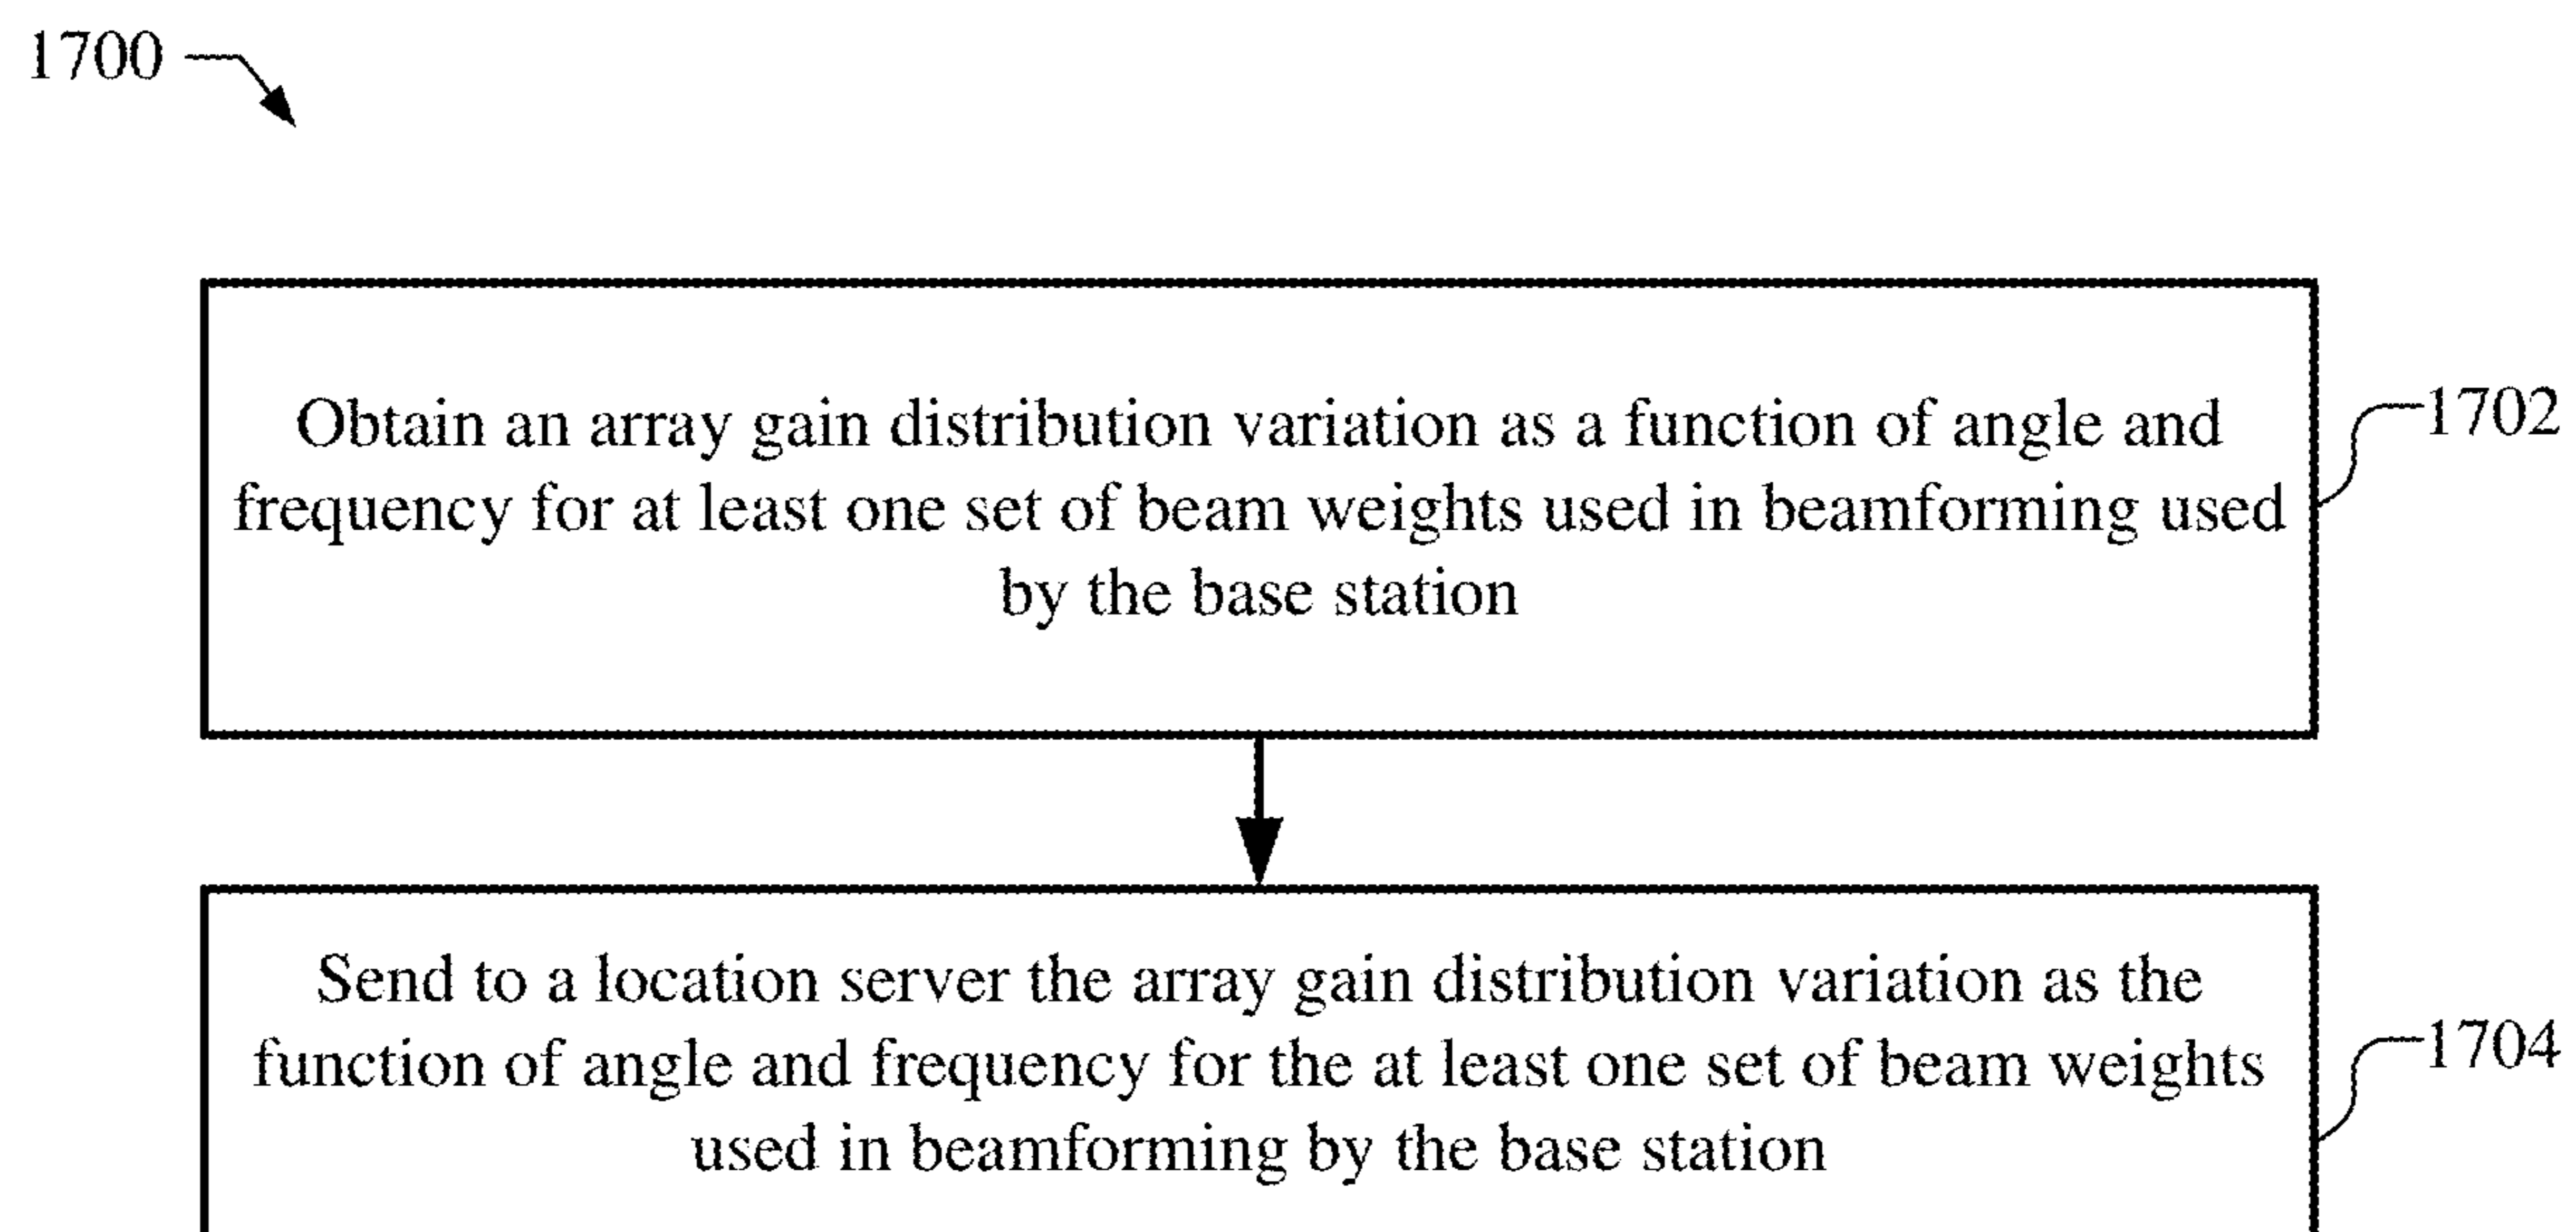 1700
Obtain an array gain distribution variation as a function of angle and
frequency for at least one set of beam weights used in beamforming used
by the base station
1702
Send to a location server the array gain distribution variation as the
function of angle and frequency for the at least one set of beam weights
used in beamforming by the base station
1704